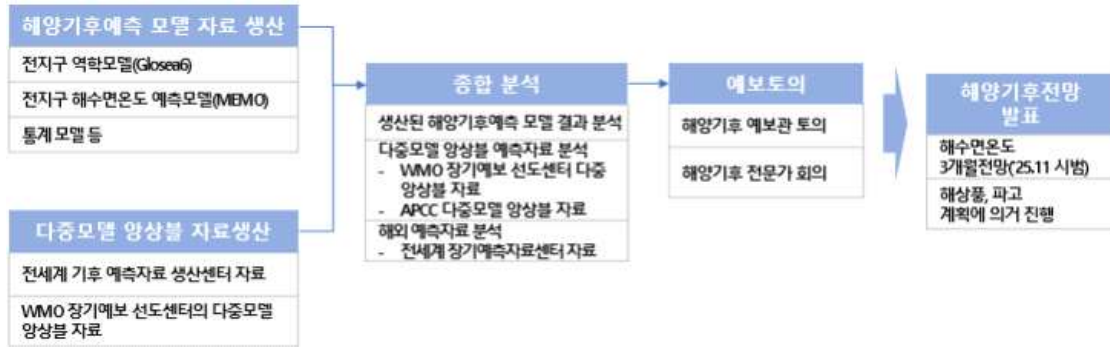 해양기후예측 모델 자료 생산
전지구 역학모델(Glosea6)
전지구 해수면온도 예측모델(MEMO)
통계 모델 등
다중모델 앙상블 자료생산
전세계 기후 예측자료 생산센터 자료
WMO 장기예보 선도센터의 다중모델
앙상블 자료
종합 분석
생산된 해양기후예측 모델 결과 분석
다중모델 앙상블 예측자료 분석
- WMO 장기예보 선도센터 다중
앙상블 자료
- APCC 다중모델 앙상블 자료
해외 예측자료 분석
- 전세계 장기예측자료센터 자료
예보토의
해양기후 예보관 토의
해양기후 전문가 회의
해양기후전망
발표
해수면온도
3개월전망('25.11 시범)
해상풍, 파고
계획에 의거 진행